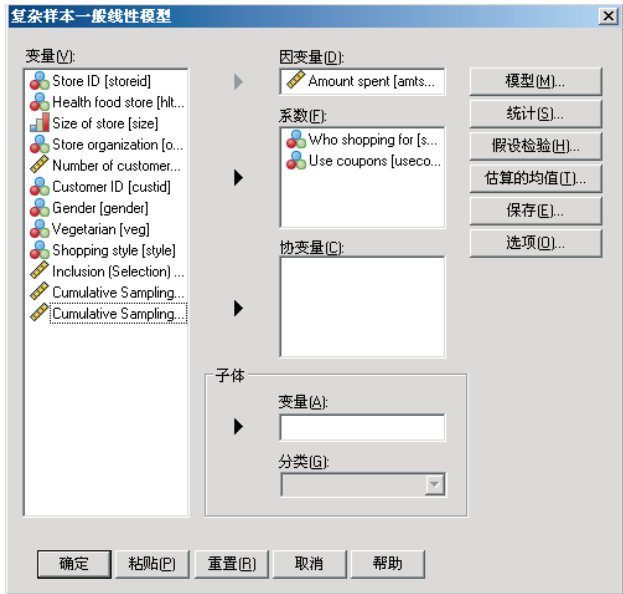 复杂样本一般线性模型
变量(V):
Store ID [storeid]
Health food store [hlt...
Size of store [size]
Store organization [o...
Number of customer...
Customer ID [custid]
Gender [gender]
Vegetarian [veg]
Shopping style [style]
Inclusion (Selection) ...
Cumulative Sampling...
Cumulative Sampling...
因变量(D):
Amount spent [amts...
系数(F):
Who shopping for [s...
Use coupons [useco...
协变量(C):
子体
变量(A):
分类(G):
模型(M)...
统计(S)...
假设检验(H)...
估算的均值(T)...
保存(E)...
选项(O)...
确定
粘贴(P)
重置(R)
取消
帮助